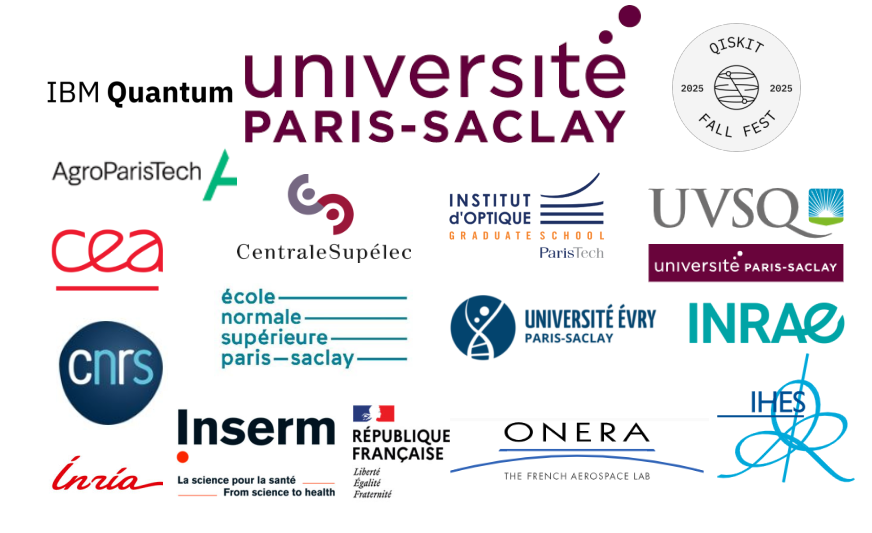 IBM Quantum
université
PARIS-SACLAY
QISKIT
2025
2025
FALL FEST
AgroParisTech
CentraleSupélec
INSTITUT
d'OPTIQUE
GRADUATE SCHOOL
ParisTech
UVSQ
université PARIS-SACLAY
cea
école
normale
supérieure
paris–saclay
UNIVERSITÉ ÉVRY
PARIS-SACLAY
INRAE
cnrs
Inserm
La science pour la santé
From science to health
RÉPUBLIQUE
FRANÇAISE
Liberté
Égalité
Fraternité
ONERA
THE FRENCH AEROSPACE LAB
IHES
Inria